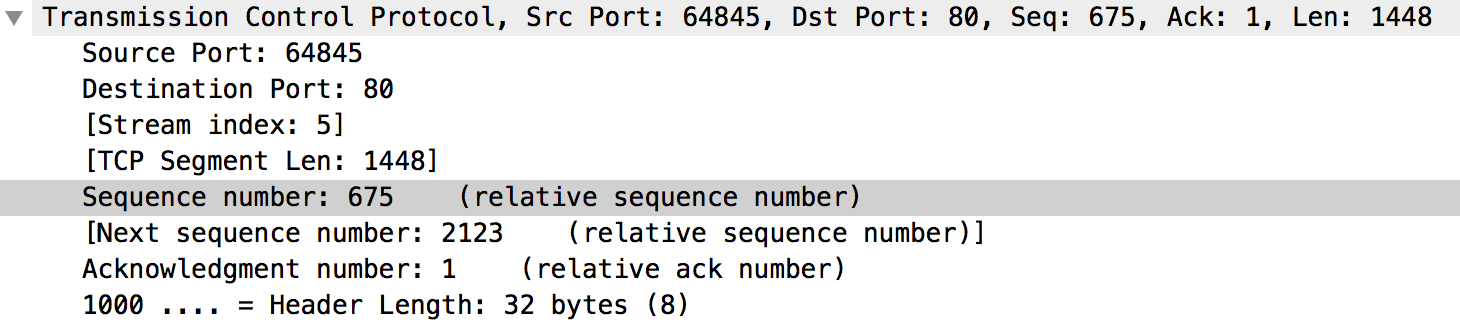 Transmission Control Protocol, Src Port: 64845, Dst Port: 80, Seq: 675, Ack: 1, Len: 1448
Source Port: 64845
Destination Port: 80
[Stream index: 5]
[TCP Segment Len: 1448]
Sequence number: 675    (relative sequence number)
[Next sequence number: 2123    (relative sequence number)]
Acknowledgment number: 1    (relative ack number)
1000 .... = Header Length: 32 bytes (8)